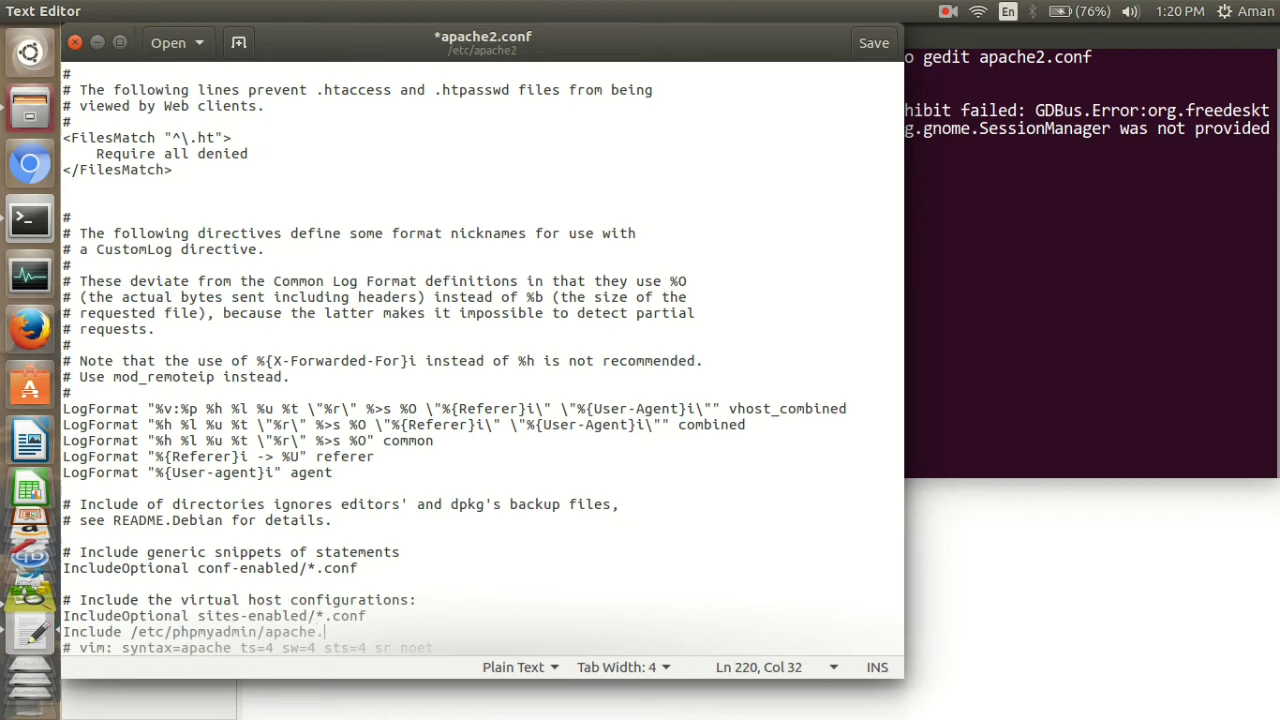 Text Editor
En
(76%)
1:20 PM
Aman
Open
*apache2.conf
/etc/apache2
Save
#
# The following lines prevent .htaccess and .htpasswd files from being
# viewed by Web clients.
#
<FilesMatch "^\.ht">
    Require all denied
</FilesMatch>
#
# The following directives define some format nicknames for use with
# a CustomLog directive.
#
# These deviate from the Common Log Format definitions in that they use %O
# (the actual bytes sent including headers) instead of %b (the size of the
# requested file), because the latter makes it impossible to detect partial
# requests.
#
# Note that the use of %{X-Forwarded-For}i instead of %h is not recommended.
# Use mod_remoteip instead.
#
LogFormat "%v:%p %h %l %u %t \"%r\" %>s %O \"%{Referer}i\" \"%{User-Agent}i\"" vhost_combined
LogFormat "%h %l %u %t \"%r\" %>s %O \"%{Referer}i\" \"%{User-Agent}i\"" combined
LogFormat "%h %l %u %t \"%r\" %>s %O" common
LogFormat "%{Referer}i -> %U" referer
LogFormat "%{User-agent}i" agent
# Include of directories ignores editors' and dpkg's backup files,
# see README.Debian for details.
# Include generic snippets of statements
IncludeOptional conf-enabled/*.conf
# Include the virtual host configurations:
IncludeOptional sites-enabled/*.conf
Include /etc/phpmyadmin/apache.
# vim: syntax=apache ts=4 sw=4 sts=4 sr noet
Plain Text
Tab Width: 4
Ln 220, Col 32
INS
o gedit apache2.conf
hibit failed: GDBus.Error:org.freedeskt
g.gnome.SessionManager was not provided